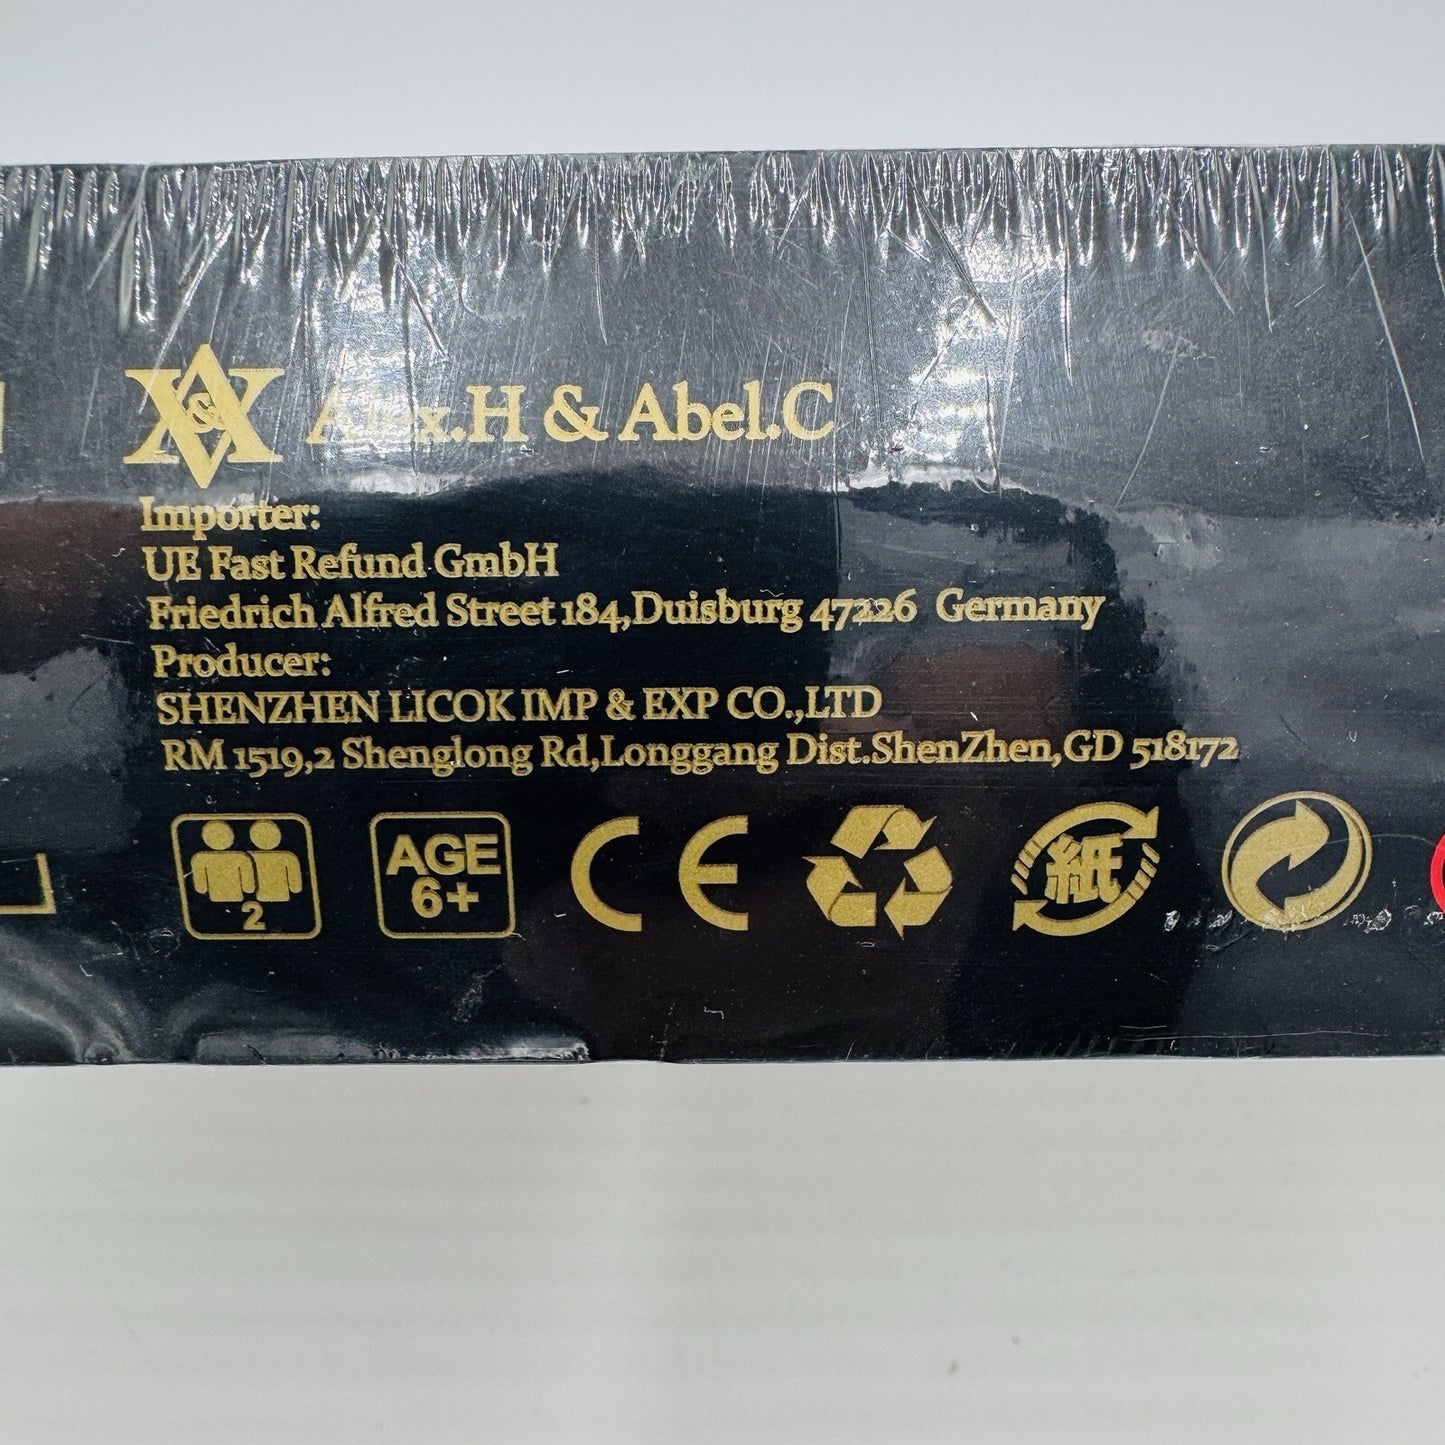 A&A Alex.H & Abel.C
Importer:
UE Fast Refund GmbH
Friedrich Alfred Street 184,Duisburg 47226 Germany
Producer:
SHENZHEN LICOK IMP & EXP CO.,LTD
RM 1519,2 Shenglong Rd,Longgang Dist.ShenZhen,GD 518172
2
AGE
6+
CE
紙